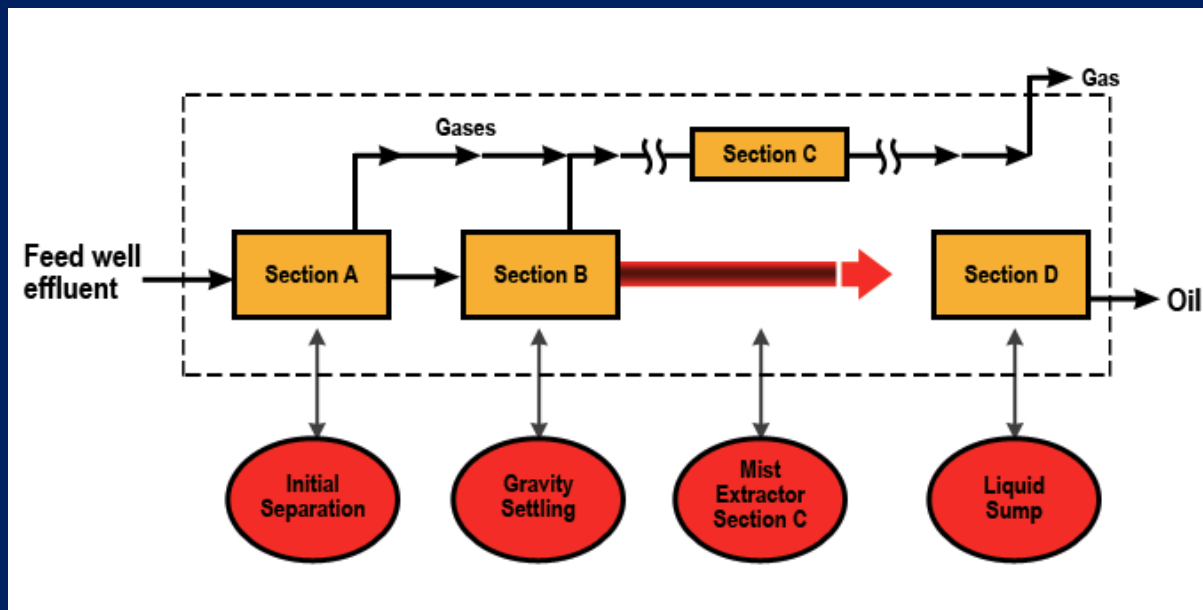 Gas
Gases
Section C
Feed well
effluent
Section A
Section B
Section D
Oil
Initial
Separation
Gravity
Settling
Mist
Extractor
Section C
Liquid
Sump